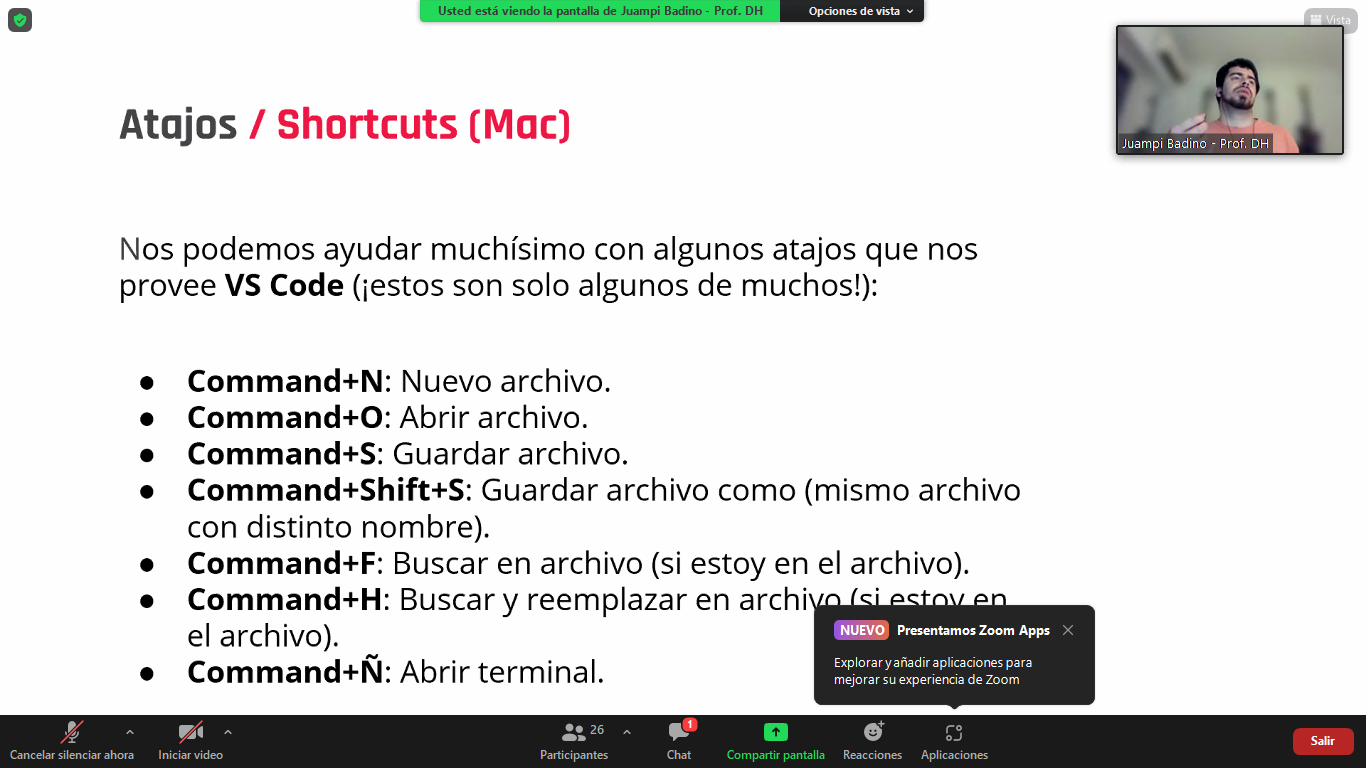 Usted está viendo la pantalla de Juampi Badino - Prof. DH
Opciones de vista
Vista
Juampi Badino - Prof. DH
Atajos / Shortcuts (Mac)
Nos podemos ayudar muchísimo con algunos atajos que nos
provee VS Code (¡estos son solo algunos de muchos!):
● Command+N: Nuevo archivo.
● Command+O: Abrir archivo.
● Command+S: Guardar archivo.
● Command+Shift+S: Guardar archivo como (mismo archivo
con distinto nombre).
● Command+F: Buscar en archivo (si estoy en el archivo).
● Command+H: Buscar y reemplazar en archivo (si estoy en
el archivo).
● Command+Ñ: Abrir terminal.
NUEVO Presentamos Zoom Apps
Explorar y añadir aplicaciones para
mejorar su experiencia de Zoom
Cancelar silenciar ahora
Iniciar video
26
Participantes
1
Chat
Compartir pantalla
Reacciones
Aplicaciones
Salir